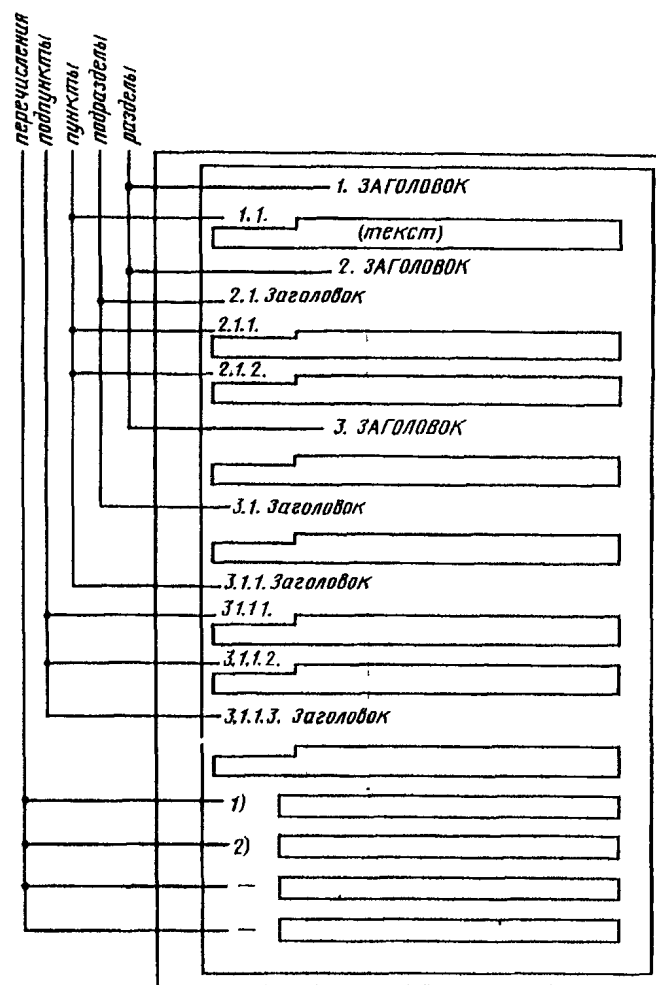 перечисления
подпункты
пункты
подразделы
разделы
1. ЗАГОЛОВОК
1.1.
(текст)
2. ЗАГОЛОВОК
2.1. Заголовок
2.1.1.
2.1.2.
3. ЗАГОЛОВОК
3.1. Заголовок
3.1.1. Заголовок
3.1.1 1.
3.1.1.2.
3.1.1.3. Заголовок
1)
2)
—
—